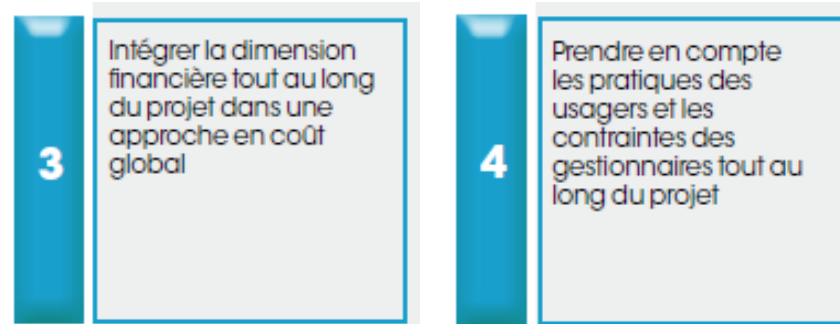 3
Intégrer la dimension
financière tout au long
du projet dans une
approche en coût
global
4
Prendre en compte
les pratiques des
usagers et les
contraintes des
gestionnaires tout au
long du projet